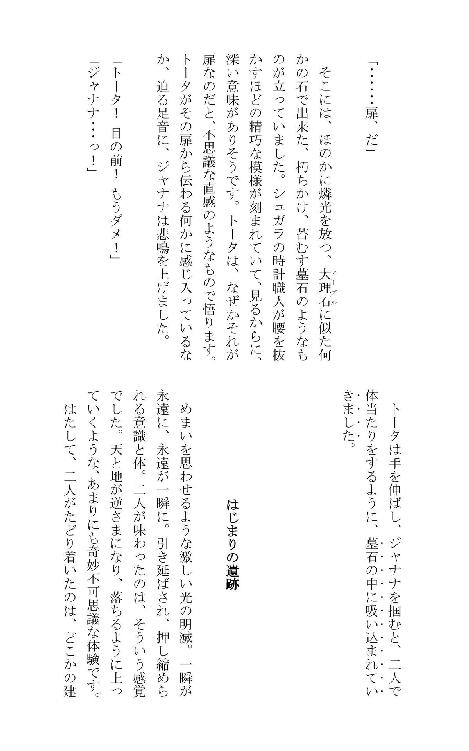 「‥‥‥扉、だ」
そこには、ほのかに燐光を放つ、大理石に似た何
かの石で出来た、朽ちかけ、苔むす墓石のようなも
のが立っていました。シュガラの時計職人が腰を抜
かすほどの精巧な模様が刻まれていて、見るからに、
深い意味がありそうです。トータは、なぜかそれが
扉なのだと、不思議な直感のようなもので悟ります。
トータがその扉から伝わる何かに感じ入っているな
か、迫る足音に、ジャナナは悲鳴を上げました。
「トータ！　目の前！　もうダメ！」
「ジャナナ‥‥っ！」
トータは手を伸ばし、ジャナナを掴むと、二人で
体当たりをするように、墓石の中に吸い込まれてい
きました。
はじまりの遺跡
めまいを思わせるような激しい光の明滅。一瞬が
永遠に、永遠が一瞬に。引き延ばされ、押し縮めら
れる意識と体。二人が味わったのは、そういう感覚
でした。天と地が逆さまになり、落ちるように上っ
ていくような、あまりにも奇妙不可思議な体験です。
はたして、二人がたどり着いたのは、どこかの建